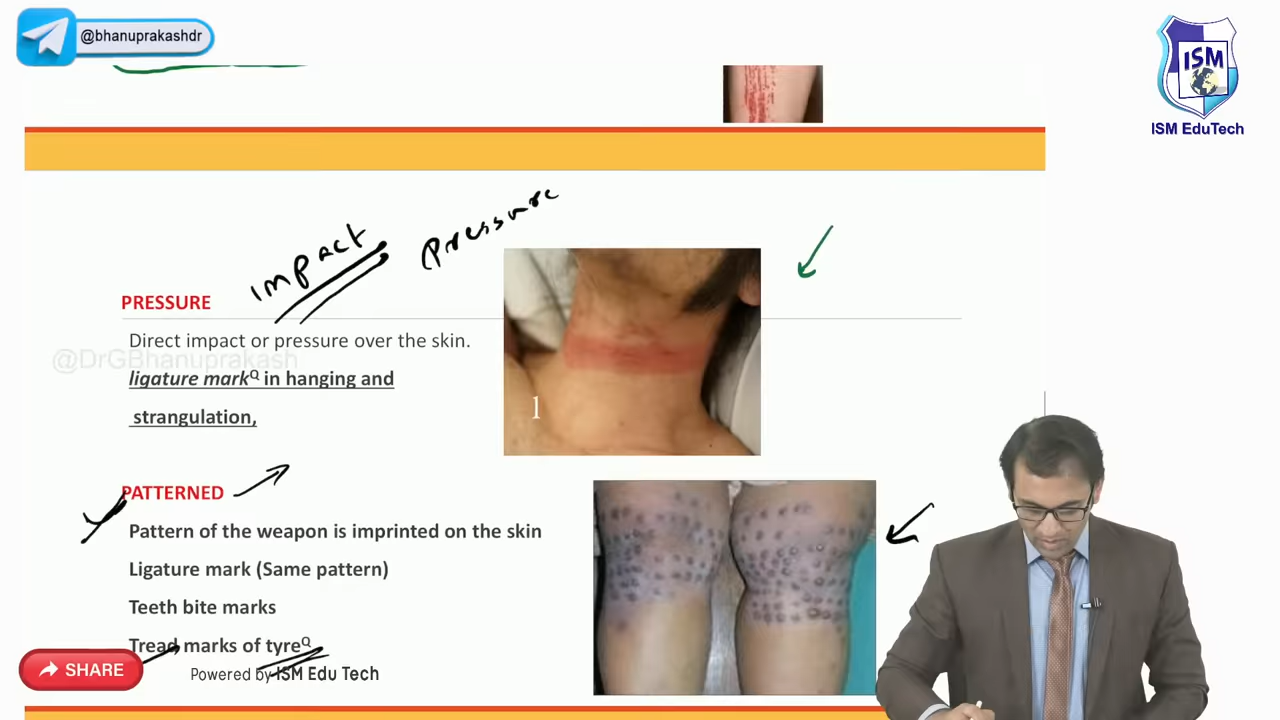 @bhanuprakashdr
ISM
ISM EduTech
Impact
Pressure
PRESSURE
Direct impact or pressure over the skin.
@DrGBhanuprakash
ligature markQ in hanging and
strangulation,
1
PATTERNED
Pattern of the weapon is imprinted on the skin
Ligature mark (Same pattern)
Teeth bite marks
Tread marks of tyreQ
SHARE
Powered by ISM Edu Tech